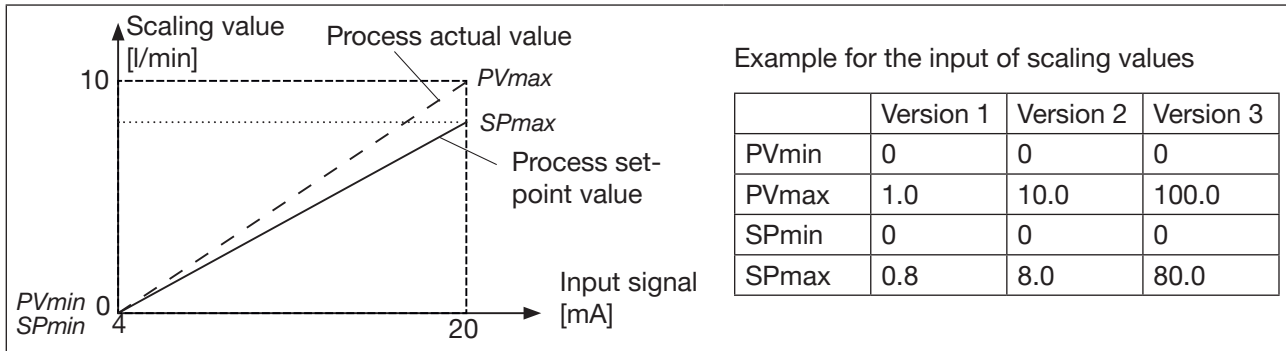 Scaling value
[l/min]
Process actual value
10
PVmax
SPmax
Process set-
point value
Input signal
[mA]
PVmin
SPmin
0
4
20
Example for the input of scaling values
Version 1 Version 2 Version 3
PVmin 0 0 0
PVmax 1.0 10.0 100.0
SPmin 0 0 0
SPmax 0.8 8.0 80.0